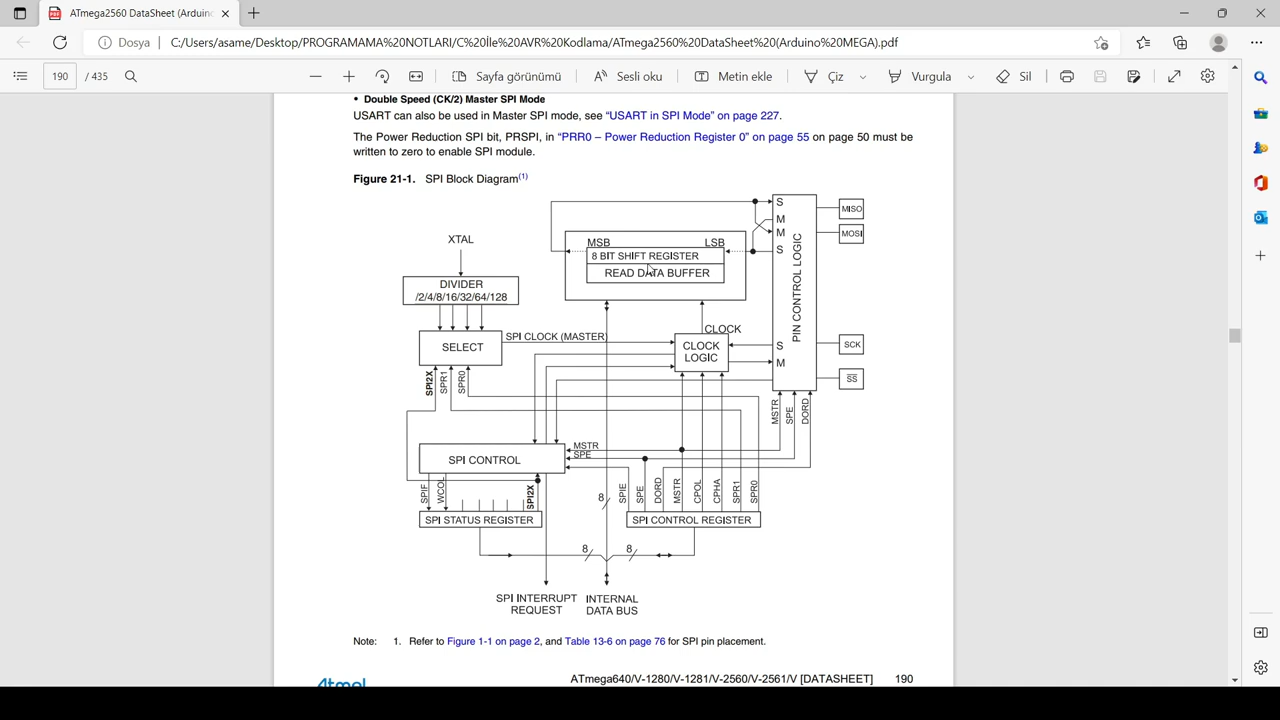 ATmega2560 DataSheet (Arduin
Dosya
C:/Users/asame/Desktop/PROGRAMAMA%20NOTLARI/C%20İle%20AVR%20Kodlama/ATmega2560%20DataSheet%20(Arduino%20MEGA).pdf
190 / 435
Sayfa görünümü
Sesli oku
Metin ekle
Çiz
Vurgula
Sil
• Double Speed (CK/2) Master SPI Mode
USART can also be used in Master SPI mode, see “USART in SPI Mode” on page 227.
The Power Reduction SPI bit, PRSPI, in “PRR0 – Power Reduction Register 0” on page 55 on page 50 must be
written to zero to enable SPI module.
Figure 21-1. SPI Block Diagram(1)
S
MISO
M
M
MOSI
S
XTAL
MSB LSB
8 BIT SHIFT REGISTER
READ DATA BUFFER
DIVIDER
/2/4/8/16/32/64/128
PIN CONTROL LOGIC
SPI CLOCK (MASTER)
CLOCK
SELECT
CLOCK
LOGIC
S
SCK
M
SS
SPI2X
SPR1
SPR0
MSTR
SPE
DORD
MSTR
SPE
SPI CONTROL
SPIF
WCOL
SPI2X
8
SPIE
SPE
DORD
MSTR
CPOL
CPHA
SPR1
SPR0
SPI STATUS REGISTER
SPI CONTROL REGISTER
8 8
SPI INTERRUPT
REQUEST
INTERNAL
DATA BUS
Note: 1. Refer to Figure 1-1 on page 2, and Table 13-6 on page 76 for SPI pin placement.
Atmel
ATmega640/V-1280/V-1281/V-2560/V-2561/V [DATASHEET] 190